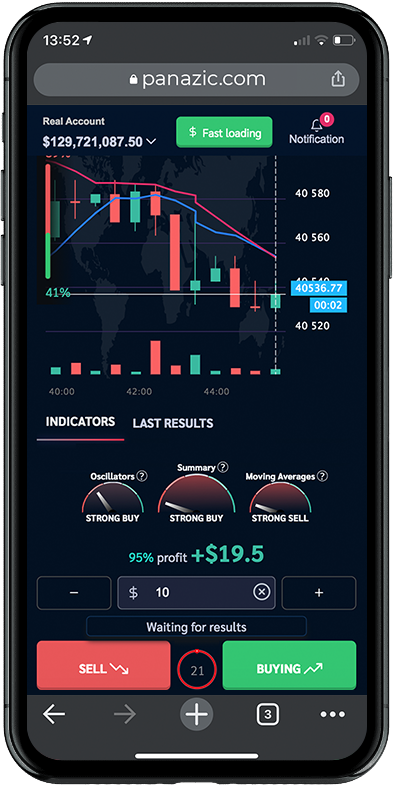 13:52
panazic.com
Real Account
$129,721,087.50
$ Fast loading
0
Notification
40 580
40 560
40536.77
00:02
41%
40 520
40:00 42:00 44:00
INDICATORS LAST RESULTS
Oscillators ? Summary ? Moving Averages ?
STRONG BUY STRONG BUY STRONG SELL
95% profit +$19.5
− $ 10 +
Waiting for results
SELL 21 BUYING
3